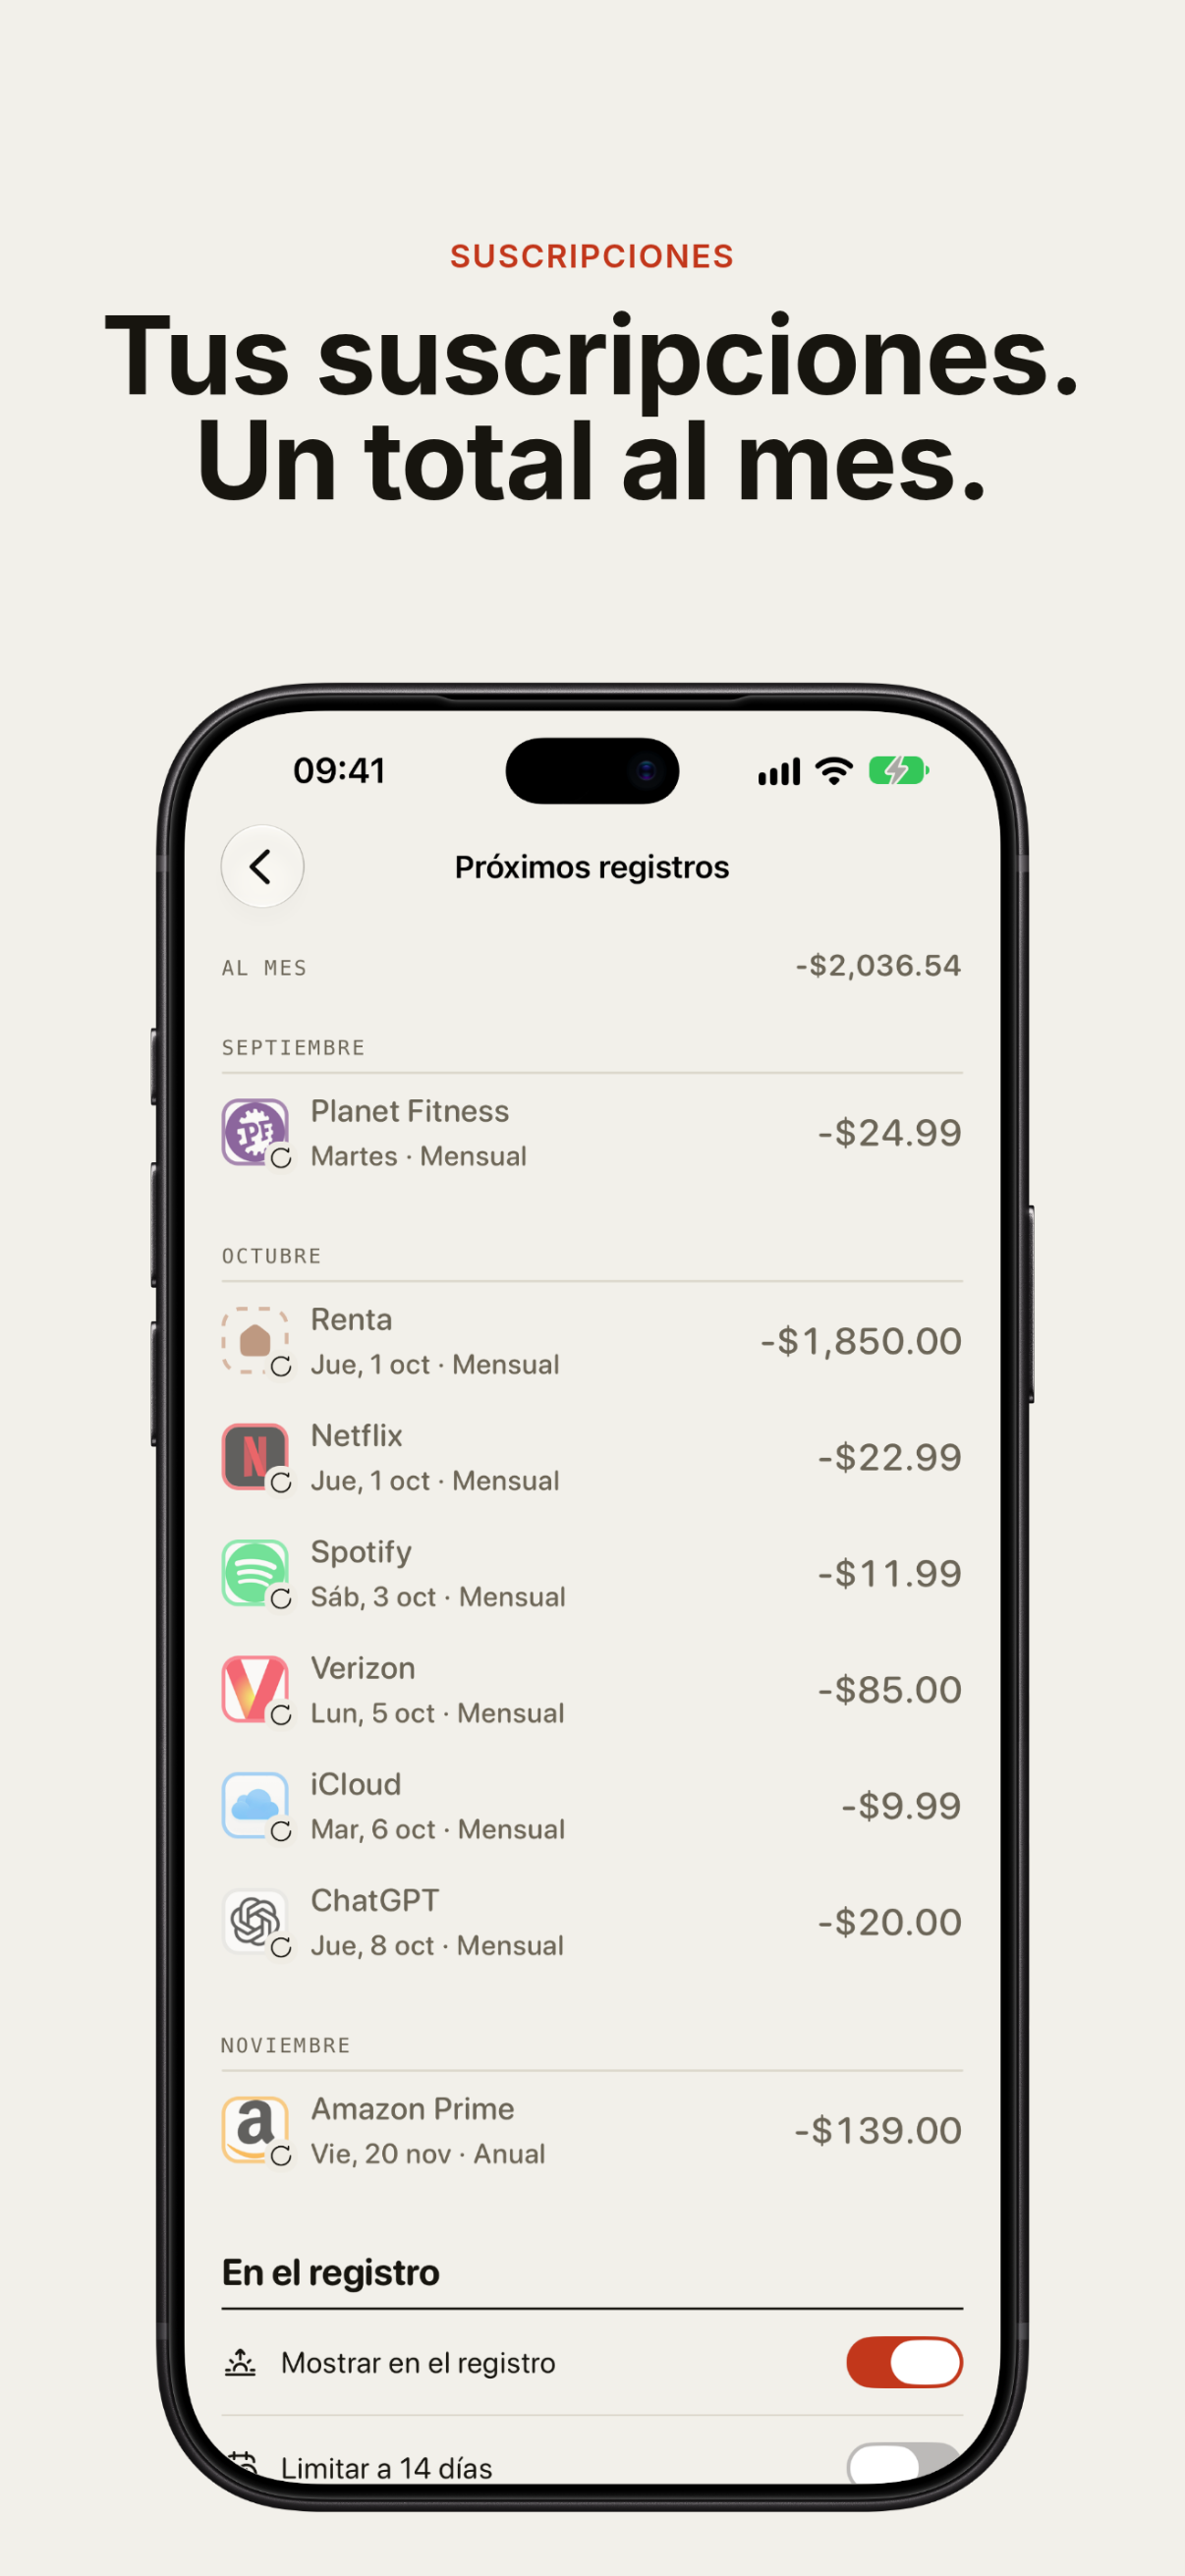 SUSCRIPCIONES
Tus suscripciones.
Un total al mes.
09:41
Próximos registros
AL MES -$2,036.54
SEPTIEMBRE
PF
Planet Fitness
Martes · Mensual
-$24.99
OCTUBRE
Renta
Jue, 1 oct · Mensual
-$1,850.00
N
Netflix
Jue, 1 oct · Mensual
-$22.99
Spotify
Sáb, 3 oct · Mensual
-$11.99
V
Verizon
Lun, 5 oct · Mensual
-$85.00
iCloud
Mar, 6 oct · Mensual
-$9.99
ChatGPT
Jue, 8 oct · Mensual
-$20.00
NOVIEMBRE
a
Amazon Prime
Vie, 20 nov · Anual
-$139.00
En el registro
Mostrar en el registro
Limitar a 14 días